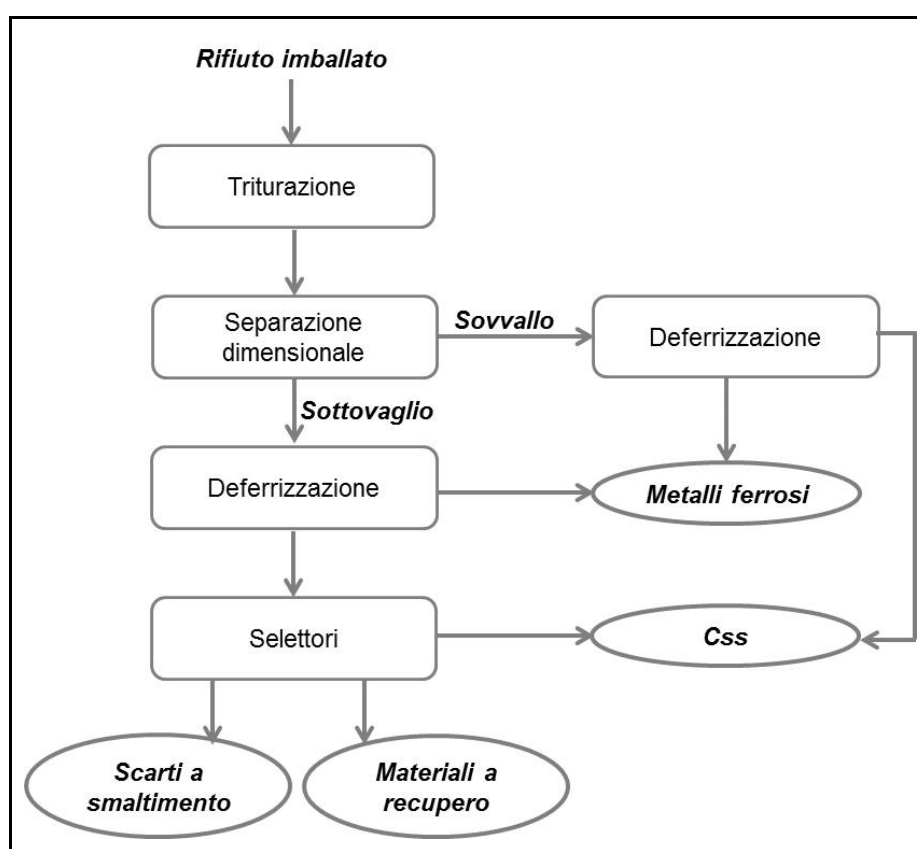 Rifiuto imballato
Triturazione
Separazione
dimensionale
Sovvallo
Deferrizzazione
Sottovaglio
Deferrizzazione
Metalli ferrosi
Selettori
Css
Scarti a
smaltimento
Materiali a
recupero